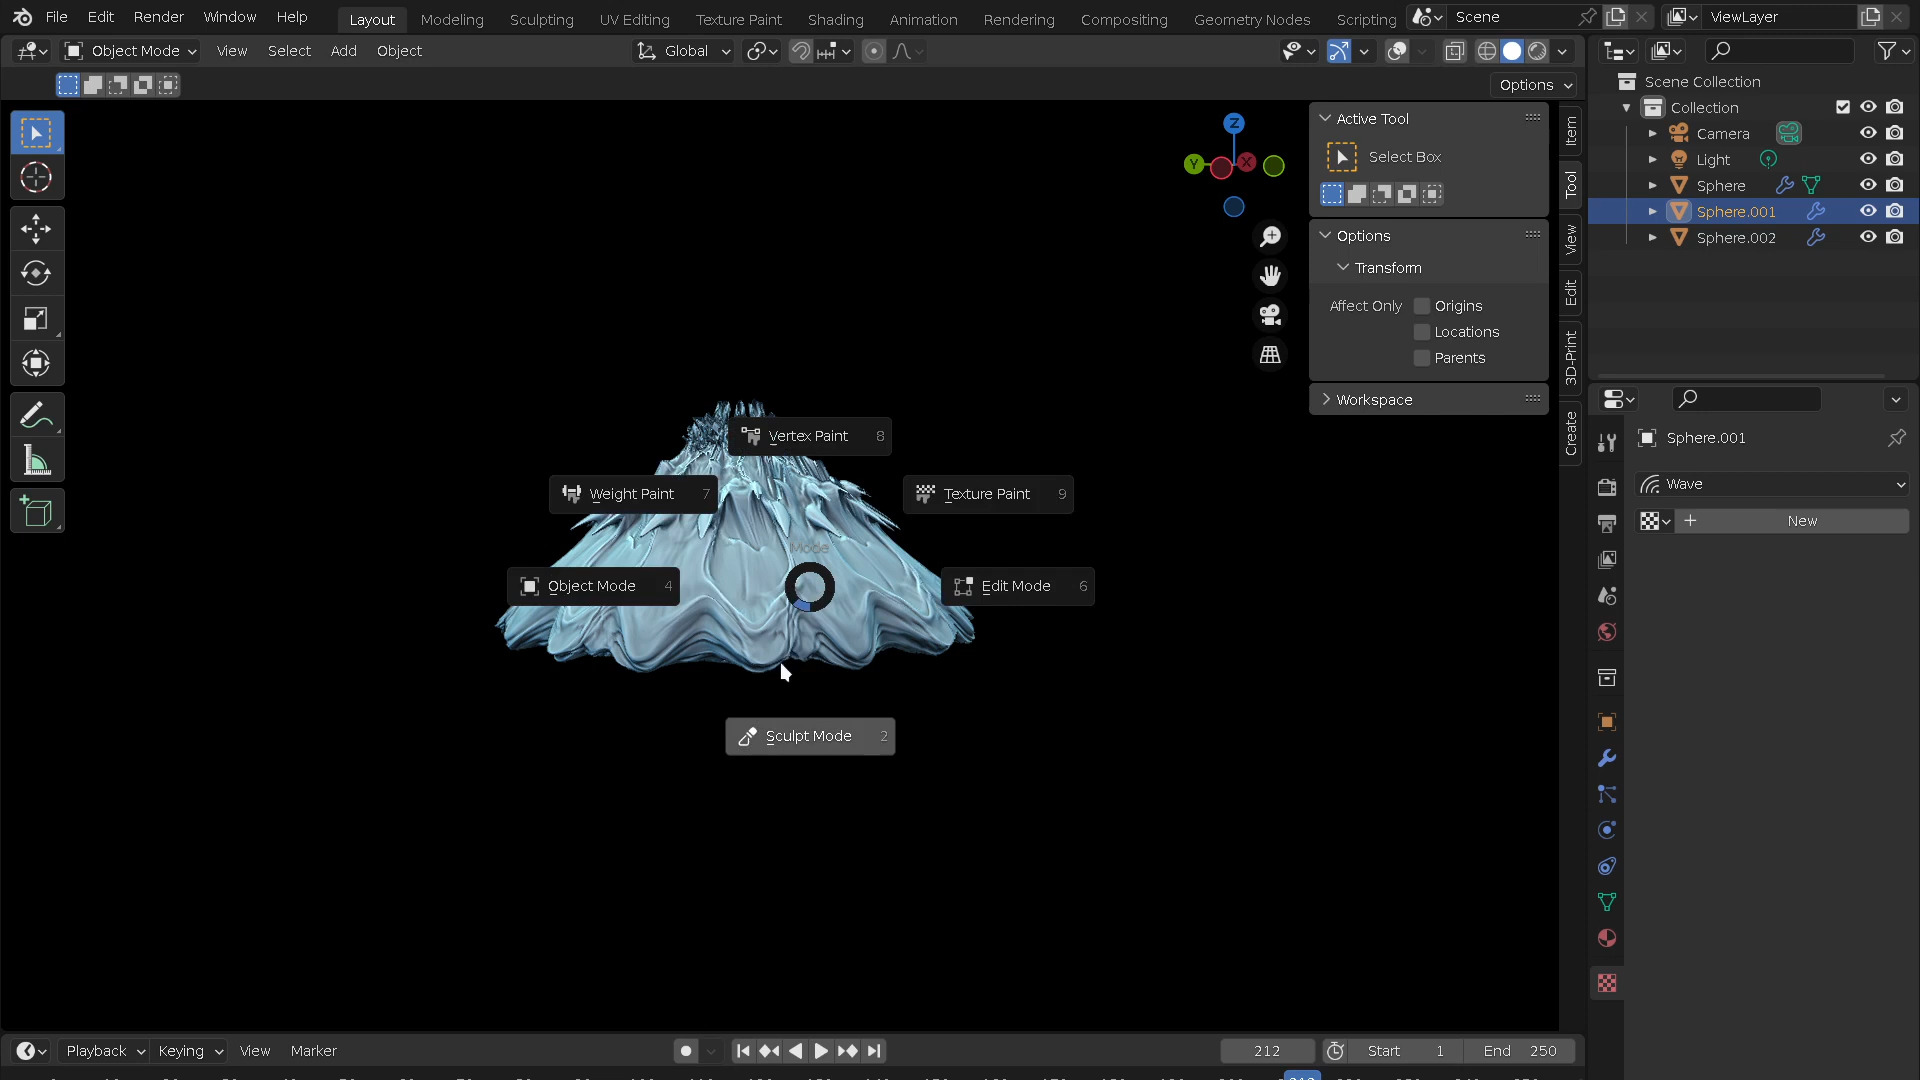 File Edit Render Window Help Layout Modeling Sculpting UV Editing Texture Paint Shading Animation Rendering Compositing Geometry Nodes Scripting Scene ViewLayer
Object Mode View Select Add Object Global
Options
Active Tool
Select Box
Options
Transform
Affect Only Origins
Locations
Parents
Workspace
Item
Tool
View
Edit
3D-Print
Create
Z
Y
X
Scene Collection
Collection
Camera
Light
Sphere
Sphere.001
Sphere.002
Sphere.001
Wave
New
Vertex Paint 8
Weight Paint 7
Texture Paint 9
Mode
Object Mode 4
Edit Mode 6
Sculpt Mode 2
Playback Keying View Marker 212 Start 1 End 250